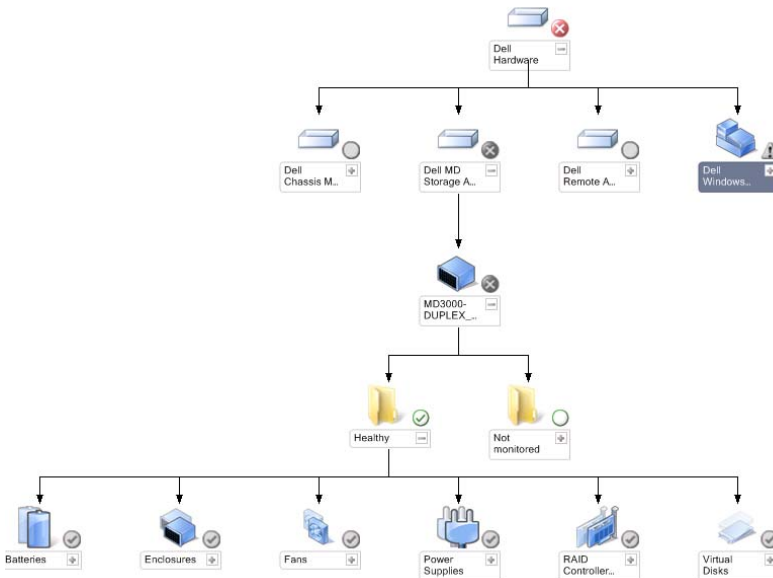 Dell
Hardware
Dell
Chassis M...
Dell MD
Storage A...
Dell
Remote A...
Dell
Windows...
MD3000-
DUPLEX_...
Healthy
Not
monitored
Batteries
Enclosures
Fans
Power
Supplies
RAID
Controller...
Virtual
Disks